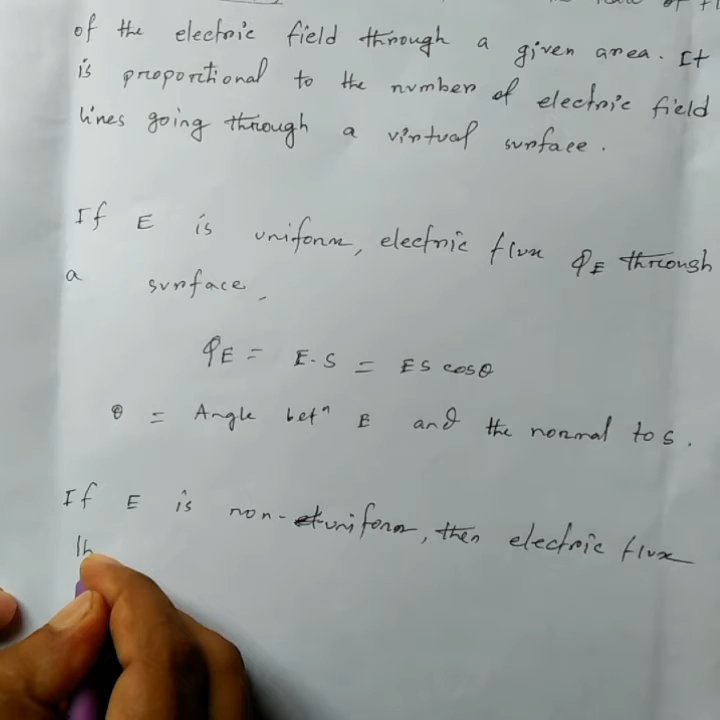 of the electric field through a given area. It
is proportional to the number of electric field
lines going through a virtual surface.
If E is uniform, electric flux φE through
a surface,
φE = E.S = ES cosθ
θ = Angle betⁿ E and the normal to S.
If E is non-uniform, then electric flux